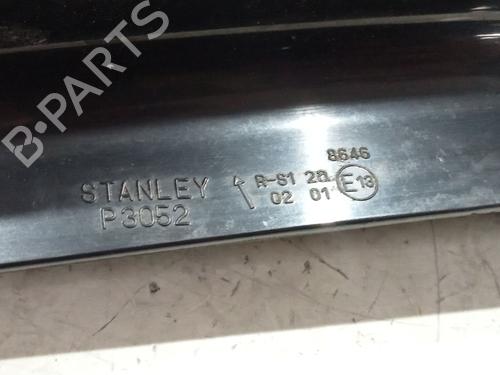 B-PARTS
8646
STANLEY R-S1 2a E13
P3052 02 01